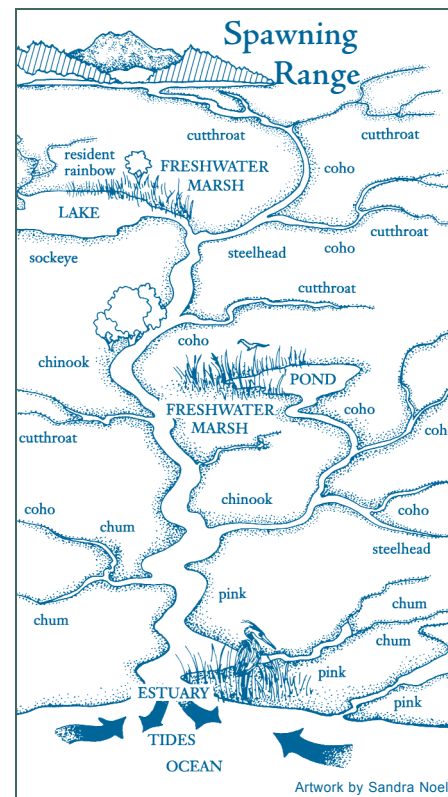 Spawning
Range
cutthroat
cutthroat
resident
rainbow
FRESHWATER
MARSH
coho
LAKE
coho
cutthroat
sockeye
steelhead
cutthroat
coho
chinook
POND
FRESHWATER
MARSH
coho
coh
cutthroat
chinook
coho
coho
chum
steelhead
pink
chum
chum
chum
pink
pink
ESTUARY
TIDES
OCEAN
Artwork by Sandra Noel